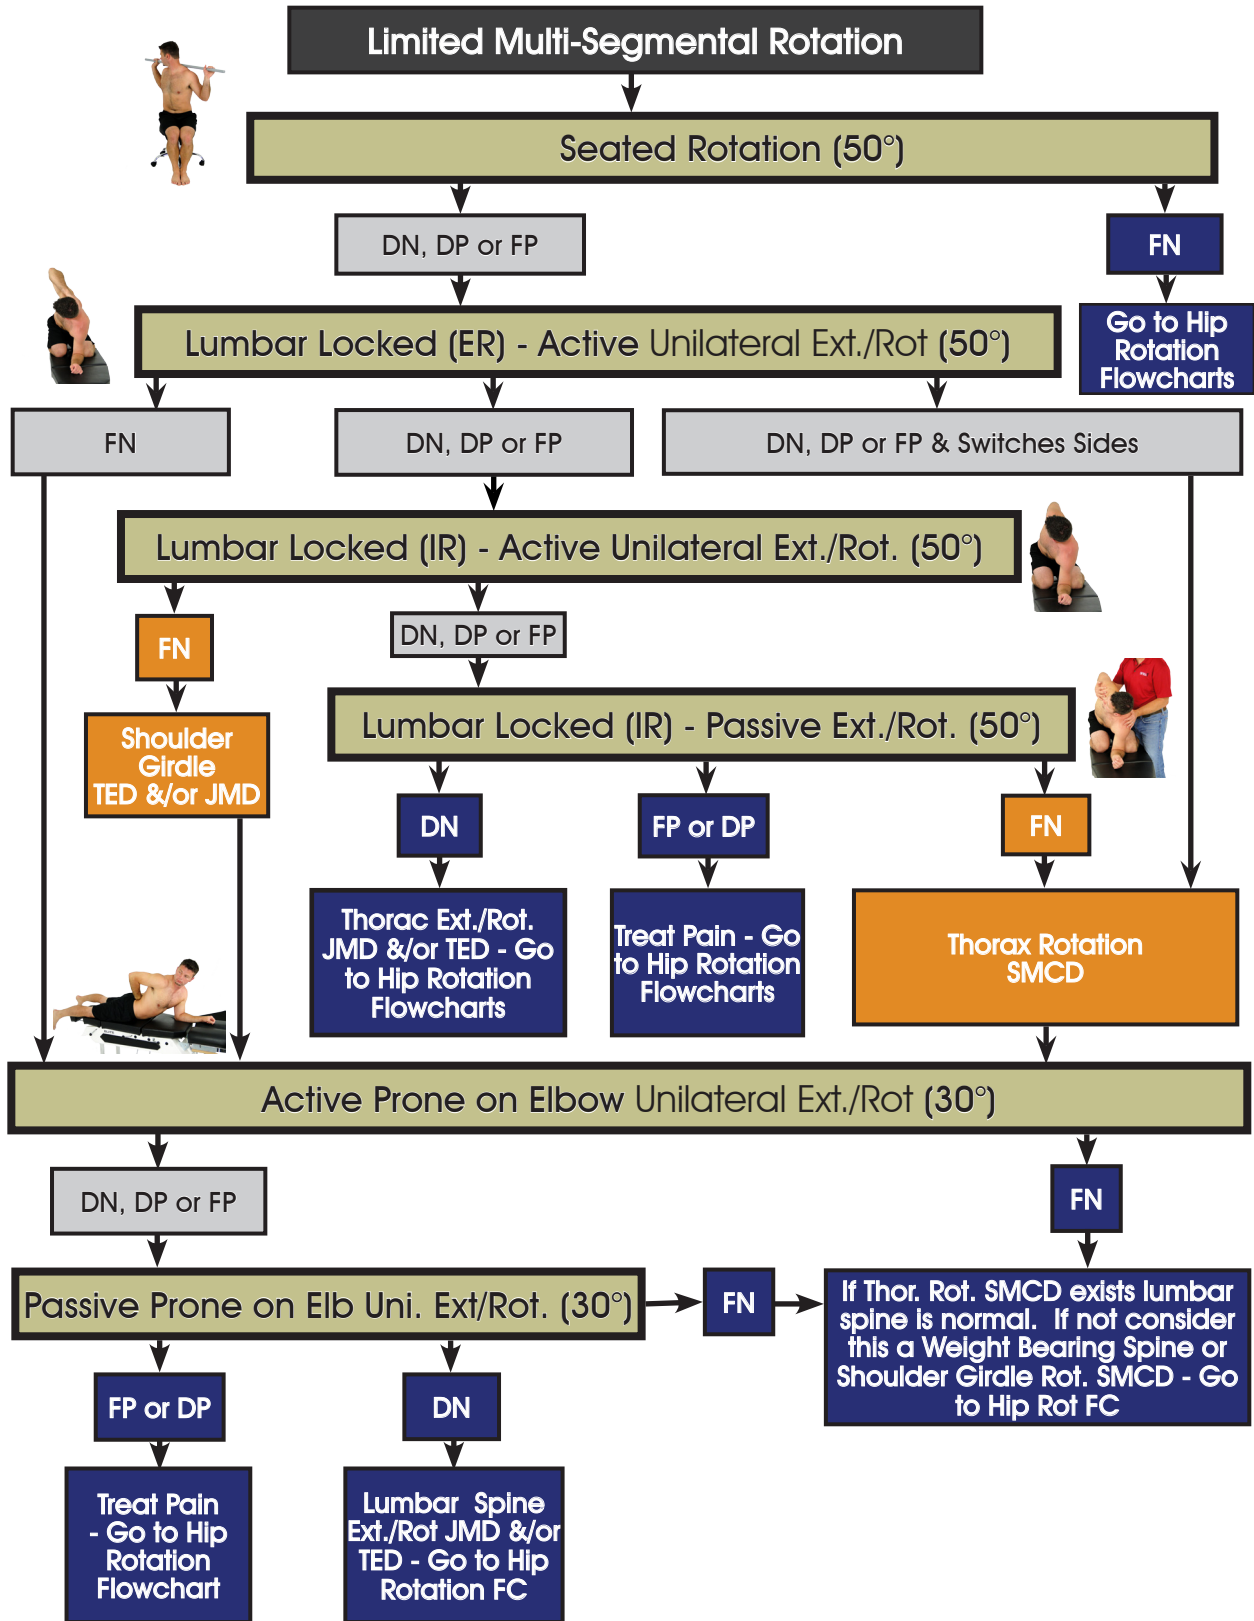 Limited Multi-Segmental Rotation
Seated Rotation (50°)
DN, DP or FP
FN
Go to Hip
Rotation
Flowcharts
Lumbar Locked (ER) - Active Unilateral Ext./Rot (50°)
FN
DN, DP or FP
DN, DP or FP & Switches Sides
Lumbar Locked (IR) - Active Unilateral Ext./Rot. (50°)
FN
DN, DP or FP
Shoulder
Girdle
TED &/or JMD
Lumbar Locked (IR) - Passive Ext./Rot. (50°)
DN
FP or DP
FN
Thorac Ext./Rot.
JMD &/or TED - Go
to Hip Rotation
Flowcharts
Treat Pain - Go
to Hip Rotation
Flowcharts
Thorax Rotation
SMCD
Active Prone on Elbow Unilateral Ext./Rot (30°)
DN, DP or FP
FN
Passive Prone on Elb Uni. Ext/Rot. (30°)
FN
If Thor. Rot. SMCD exists lumbar
spine is normal.  If not consider
this a Weight Bearing Spine or
Shoulder Girdle Rot. SMCD - Go
to Hip Rot FC
FP or DP
DN
Treat Pain
- Go to Hip
Rotation
Flowchart
Lumbar  Spine
Ext./Rot JMD &/or
TED - Go to Hip
Rotation FC